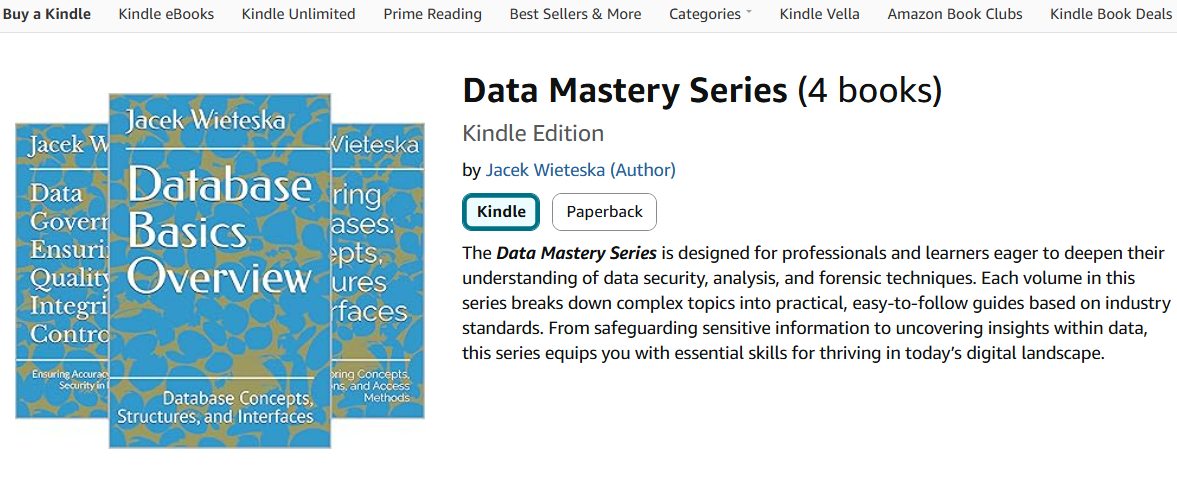 Buy a Kindle Kindle eBooks Kindle Unlimited Prime Reading Best Sellers & More Categories Kindle Vella Amazon Book Clubs Kindle Book Deals
Data Mastery Series (4 books)
Kindle Edition
by Jacek Wieteska (Author)
Kindle Paperback
The Data Mastery Series is designed for professionals and learners eager to deepen their
understanding of data security, analysis, and forensic techniques. Each volume in this
series breaks down complex topics into practical, easy-to-follow guides based on industry
standards. From safeguarding sensitive information to uncovering insights within data,
this series equips you with essential skills for thriving in today's digital landscape.
Jacek W
Data
Govern
Ensuri
Quality
Integri
Contro
Ensuring Accurac
Security in
Jacek Wieteska
Database
Basics
Overview
Database Concepts,
Structures, and Interfaces
Wieteska
ring
ases:
epts,
ures
rfaces
oring Concepts,
ns, and Access
Methods